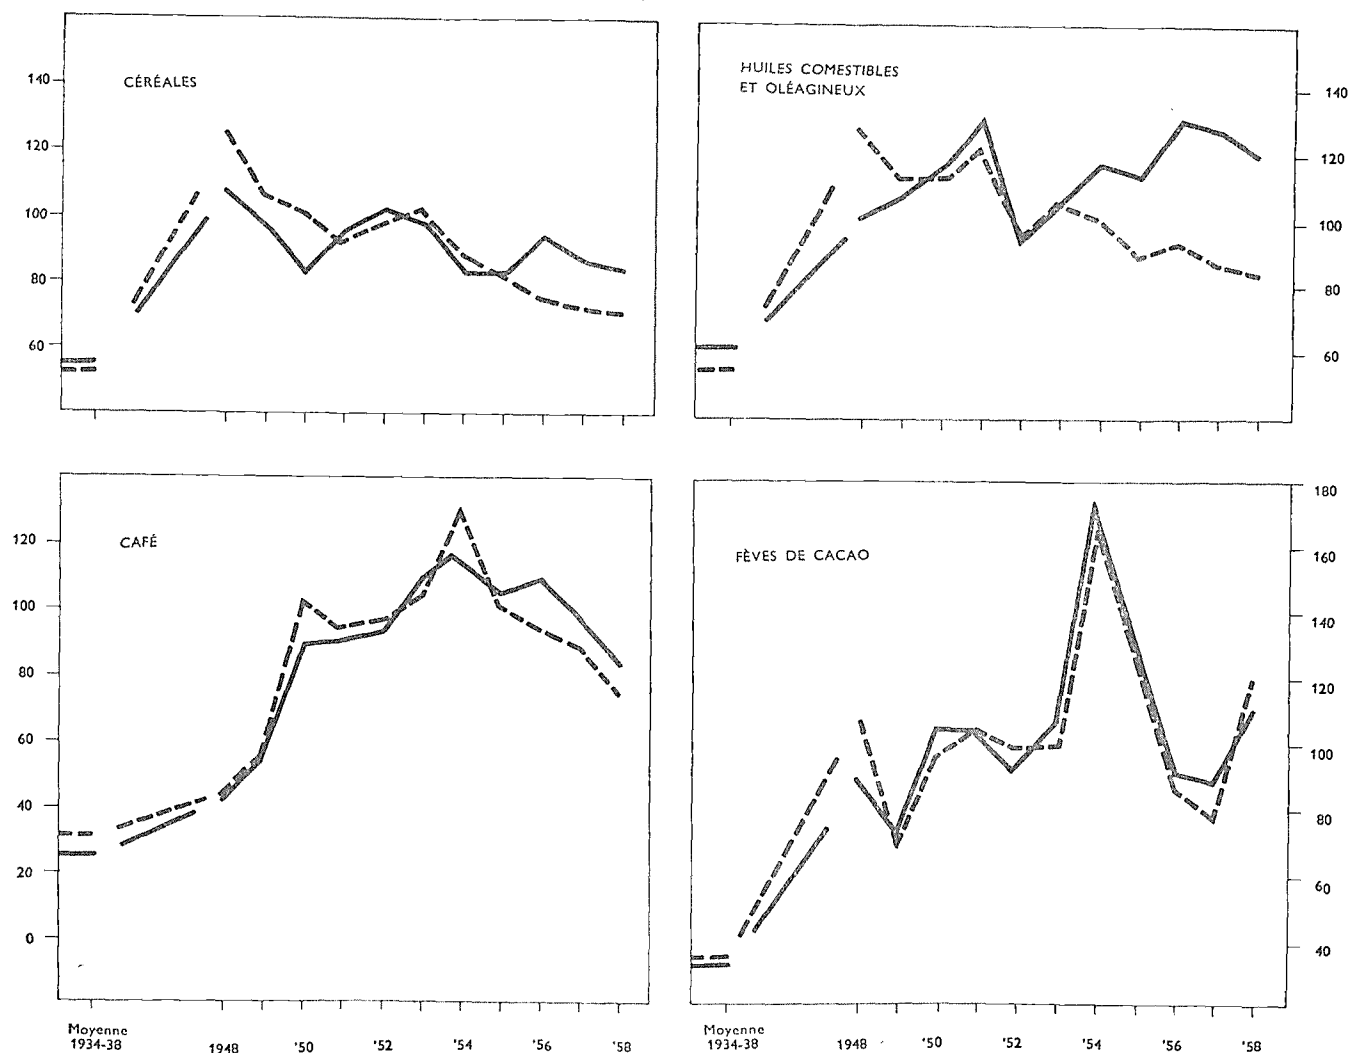 CÉRÉALES
140
120
100
80
60
HUILES COMESTIBLES
ET OLÉAGINEUX
140
120
100
80
60
CAFÉ
120
100
80
60
40
20
0
FÈVES DE CACAO
180
160
140
120
100
80
60
40
Moyenne
1934-38 1948 '50 '52 '54 '56 '58
Moyenne
1934-38 1948 '50 '52 '54 '56 '58